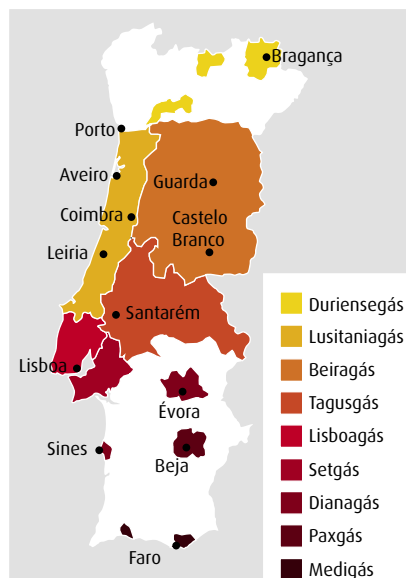 Bragança
Porto
Aveiro
Guarda
Coimbra
Castelo
Branco
Leiria
Santarém
Lisboa
Évora
Sines
Beja
Faro
Duriensegás
Lusitaniagás
Beiragás
Tagusgás
Lisboagás
Setgás
Dianagás
Paxgás
Medigás